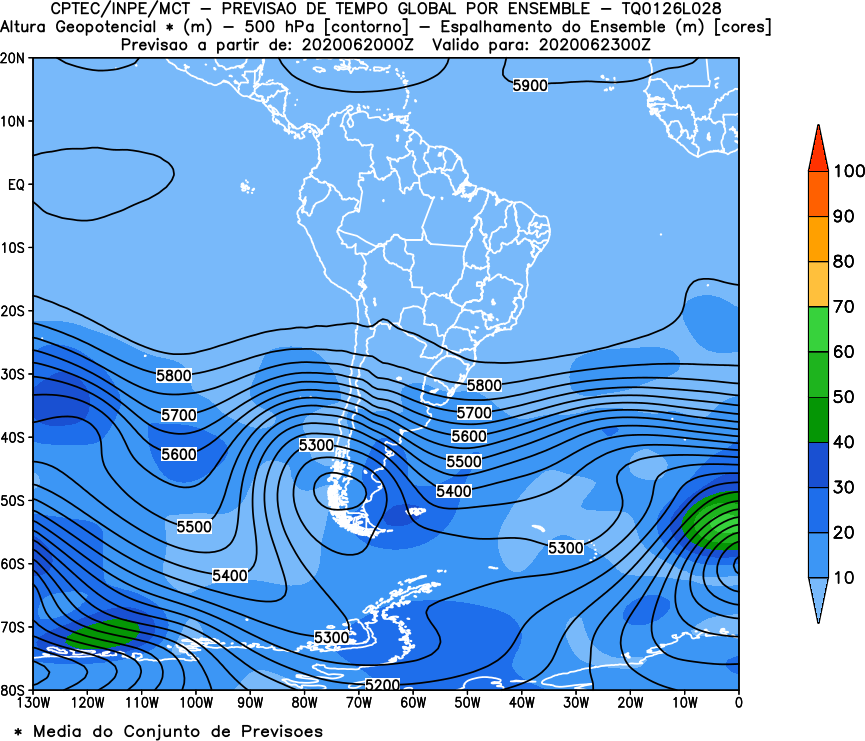 CPTEC/INPE/MCT – PREVISAO DE TEMPO GLOBAL POR ENSEMBLE – TQ0126L028
Altura Geopotencial * (m) – 500 hPa [contorno] – Espalhamento do Ensemble (m) [cores]
Previsao a partir de: 2020062000Z Valido para: 2020062300Z
20N
10N
EQ
10S
20S
30S
40S
50S
60S
70S
80S
5900
5800
5800
5700
5700
5600
5600
5500
5500
5400
5400
5300
5300
5300
5200
130W 120W 110W 100W 90W 80W 70W 60W 50W 40W 30W 20W 10W 0
100
90
80
70
60
50
40
30
20
10
* Media do Conjunto de Previsoes